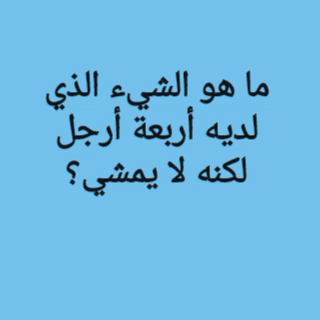 ما هو الشيء الذي
لديه أربعة أرجل
لكنه لا يمشي؟